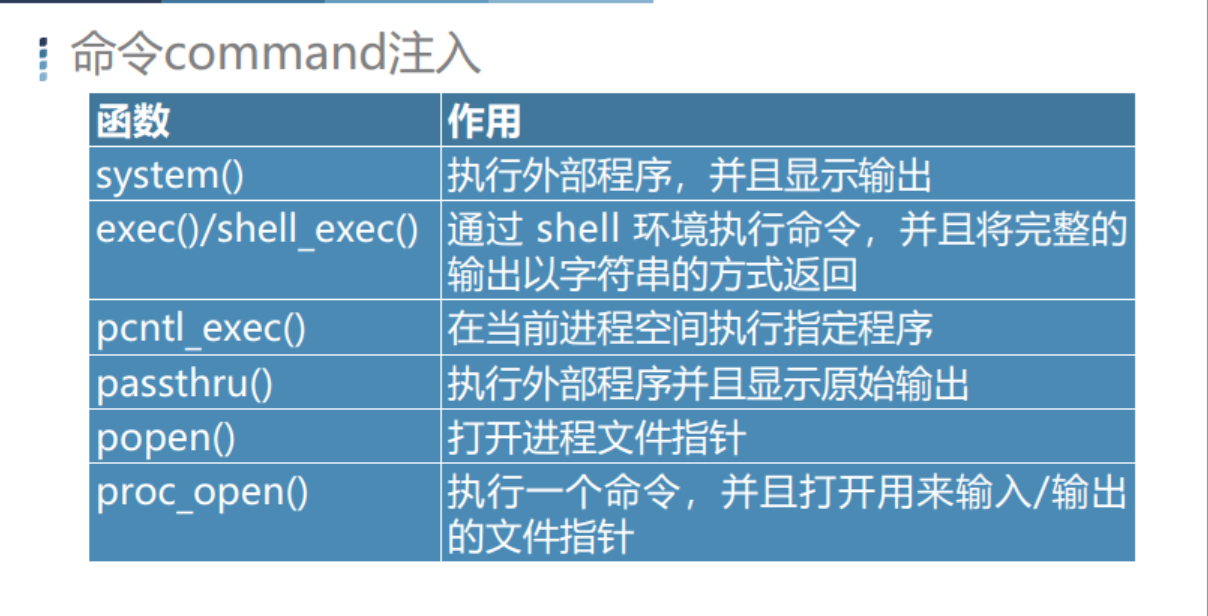 命令command注入
函数 作用
system() 执行外部程序，并且显示输出
exec()/shell_exec() 通过 shell 环境执行命令，并且将完整的
输出以字符串的方式返回
pcntl_exec() 在当前进程空间执行指定程序
passthru() 执行外部程序并且显示原始输出
popen() 打开进程文件指针
proc_open() 执行一个命令，并且打开用来输入/输出
的文件指针